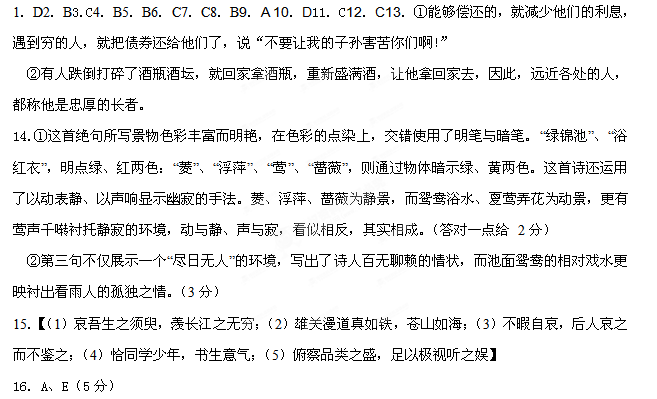 1. D2. B3.C4. B5. B6. C7. C8. B9. A 10. D11. C12. C13. ①能够偿还的，就减少他们的利息，
遇到穷的人，就把债券还给他们了，说“不要让我的子孙害苦你们啊!”
②有人跌倒打碎了酒瓶酒坛，就回家拿酒瓶，重新盛满酒，让他拿回家去，因此，远近各处的人，
都称他是忠厚的长者。
14.①这首绝句所写景物色彩丰富而明艳，在色彩的点染上，交错使用了明笔与暗笔。“绿锦池”、“浴
红衣”，明点绿、红两色：“菱”、“浮萍”、“莺”、“蔷薇”，则通过物体暗示绿、黄两色。这首诗还运用
了以动表静、以声响显示幽寂的手法。菱、浮萍、蔷薇为静景，而鸳鸯浴水、夏莺弄花为动景，更有
莺声千啭衬托静寂的环境，动与静、声与寂，看似相反，其实相成。（答对一点给 2 分）
②第三句不仅展示一个“尽日无人”的环境，写出了诗人百无聊赖的情状，而池面鸳鸯的相对戏水更
映衬出看雨人的孤独之情。（3 分）
15.【（1）哀吾生之须臾，羡长江之无穷；（2）雄关漫道真如铁，苍山如海；（3）不暇自哀，后人哀之
而不鉴之；（4）恰同学少年，书生意气；（5）俯察品类之盛，足以极视听之娱】
16. A、E（5 分）